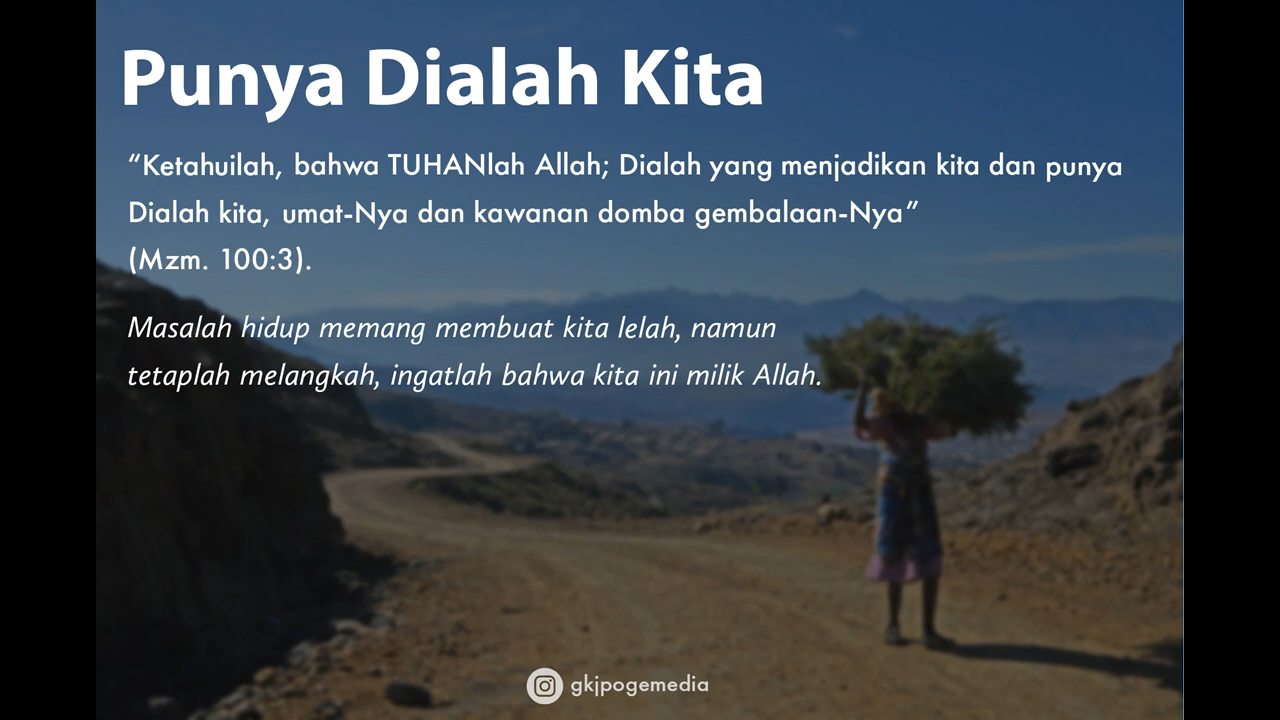 Punya Dialah Kita
“Ketahuilah, bahwa TUHANlah Allah; Dialah yang menjadikan kita dan punya
Dialah kita, umat-Nya dan kawanan domba gembalaan-Nya”
(Mzm. 100:3).
Masalah hidup memang membuat kita lelah, namun
tetaplah melangkah, ingatlah bahwa kita ini milik Allah.
gkjpogemedia